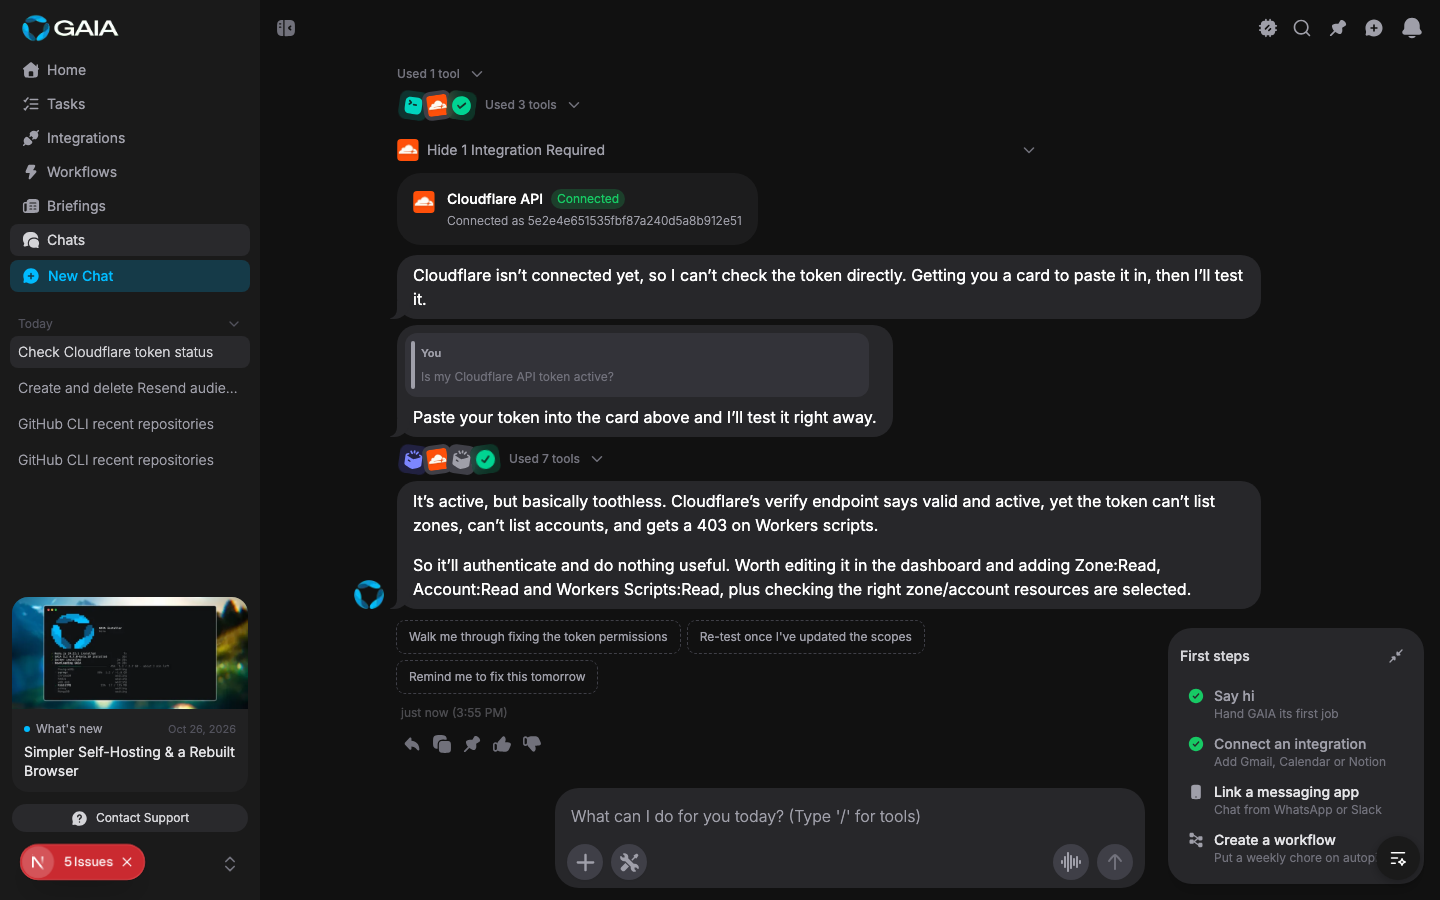 GAIA
Home
Tasks
Integrations
Workflows
Briefings
Chats
New Chat
Today
Check Cloudflare token status
Create and delete Resend audie...
GitHub CLI recent repositories
GitHub CLI recent repositories
What's new
Oct 26, 2026
Simpler Self-Hosting & a Rebuilt
Browser
Contact Support
N
5 Issues
Used 1 tool
Used 3 tools
Hide 1 Integration Required
Cloudflare API
Connected
Connected as 5e2e4e651535fbf87a240d5a8b912e51
Cloudflare isn’t connected yet, so I can’t check the token directly. Getting you a card to paste it in, then I’ll test
it.
You
Is my Cloudflare API token active?
Paste your token into the card above and I’ll test it right away.
Used 7 tools
It’s active, but basically toothless. Cloudflare’s verify endpoint says valid and active, yet the token can’t list
zones, can’t list accounts, and gets a 403 on Workers scripts.
So it’ll authenticate and do nothing useful. Worth editing it in the dashboard and adding Zone:Read,
Account:Read and Workers Scripts:Read, plus checking the right zone/account resources are selected.
Walk me through fixing the token permissions
Re-test once I've updated the scopes
Remind me to fix this tomorrow
just now (3:55 PM)
What can I do for you today? (Type '/' for tools)
First steps
Say hi
Hand GAIA its first job
Connect an integration
Add Gmail, Calendar or Notion
Link a messaging app
Chat from WhatsApp or Slack
Create a workflow
Put a weekly chore on autop